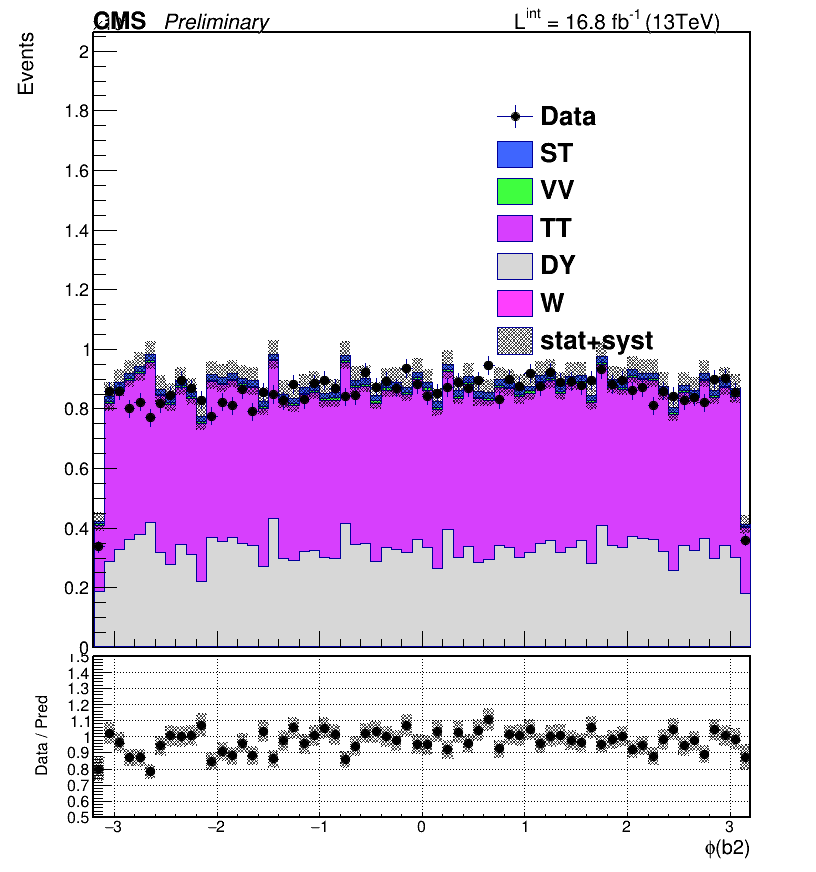 CMS Preliminary L^int = 16.8 fb^-1 (13TeV)
Events
2
1.8
1.6
1.4
1.2
1
0.8
0.6
0.4
0.2
0
Data
ST
VV
TT
DY
W
stat+syst
Data / Pred
1.5
1.4
1.3
1.2
1.1
1
0.9
0.8
0.7
0.6
0.5
−3 −2 −1 0 1 2 3
ϕ(b2)